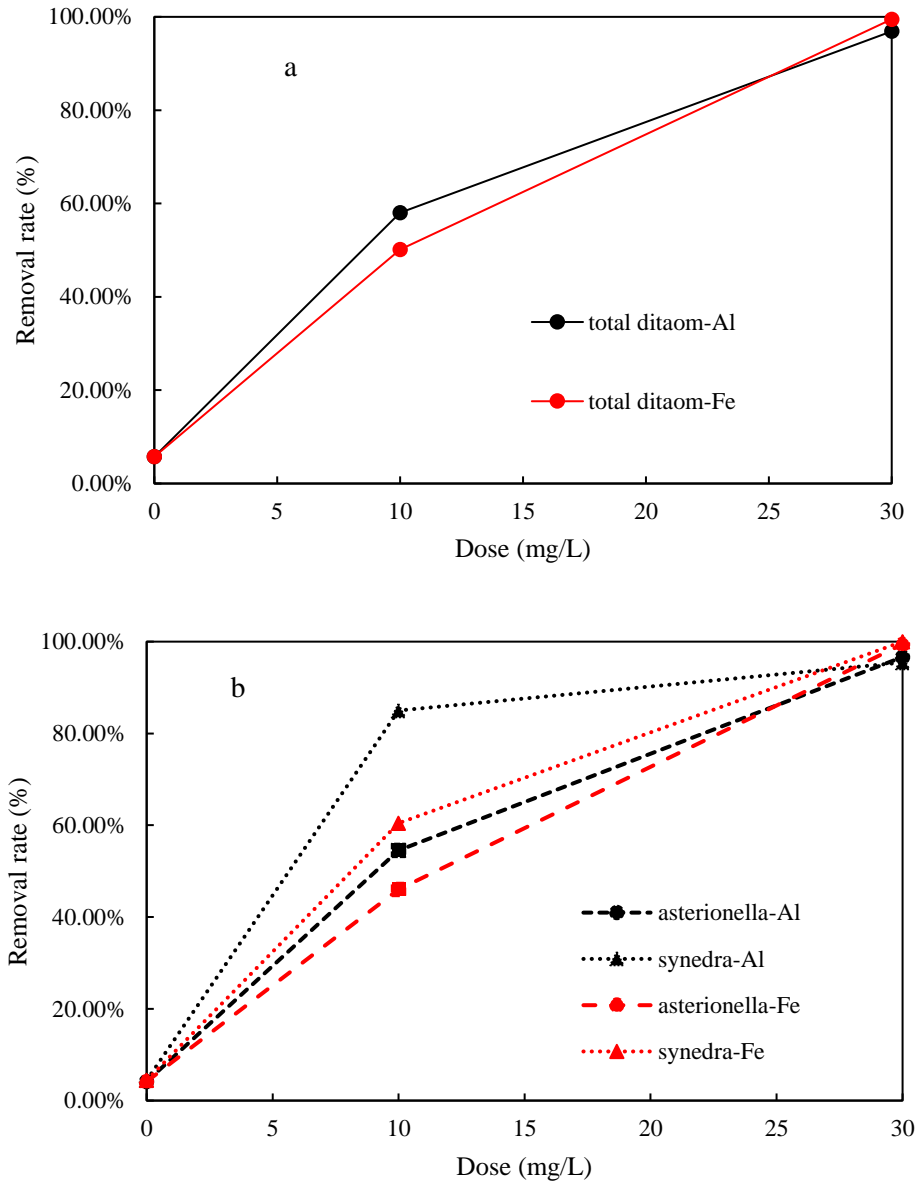 100.00%
a
80.00%
Removal rate (%)
60.00%
40.00%
total ditaom-Al
20.00%
total ditaom-Fe
0.00%
0 5 10 15 20 25 30
Dose (mg/L)
100.00%
b
80.00%
Removal rate (%)
60.00%
40.00%
asterionella-Al
synedra-Al
20.00%
asterionella-Fe
synedra-Fe
0.00%
0 5 10 15 20 25 30
Dose (mg/L)